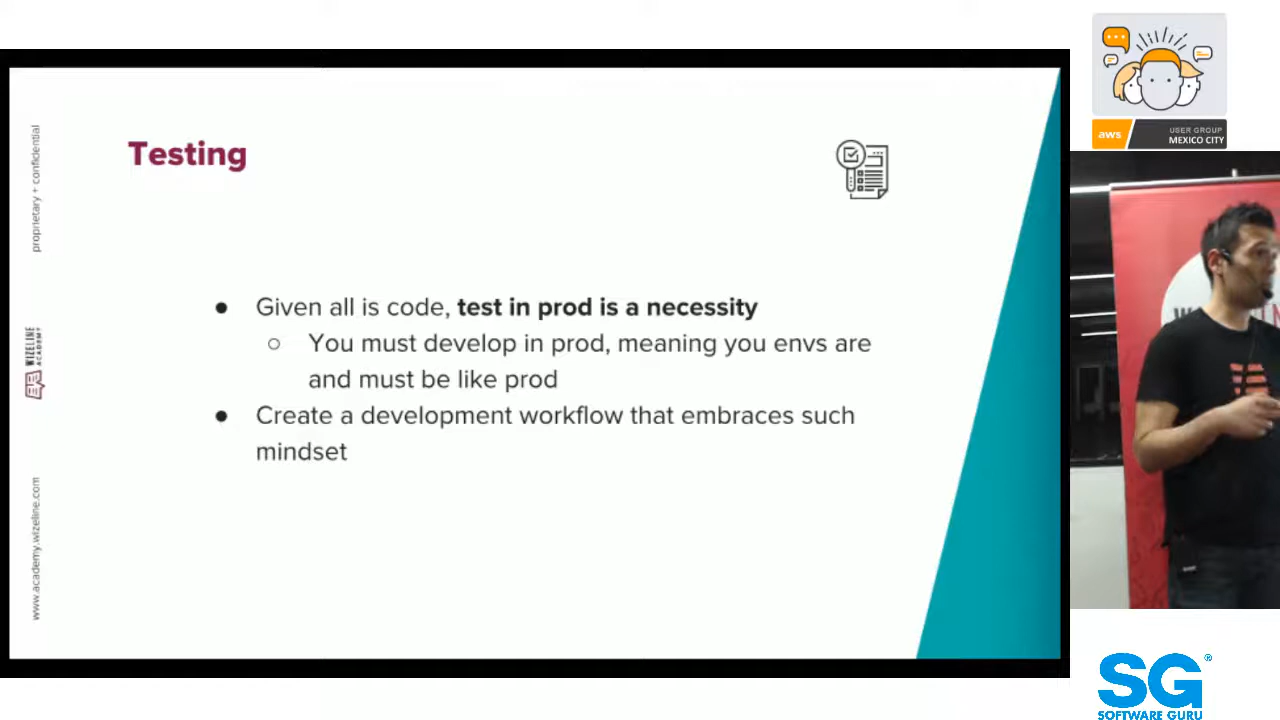 Testing
● Given all is code, test in prod is a necessity
○ You must develop in prod, meaning you envs are
and must be like prod
● Create a development workflow that embraces such
mindset
proprietary + confidential
WIZELINE
ACADEMY
www.academy.wizeline.com
aws
USER GROUP
MEXICO CITY
SG®
SOFTWARE GURU